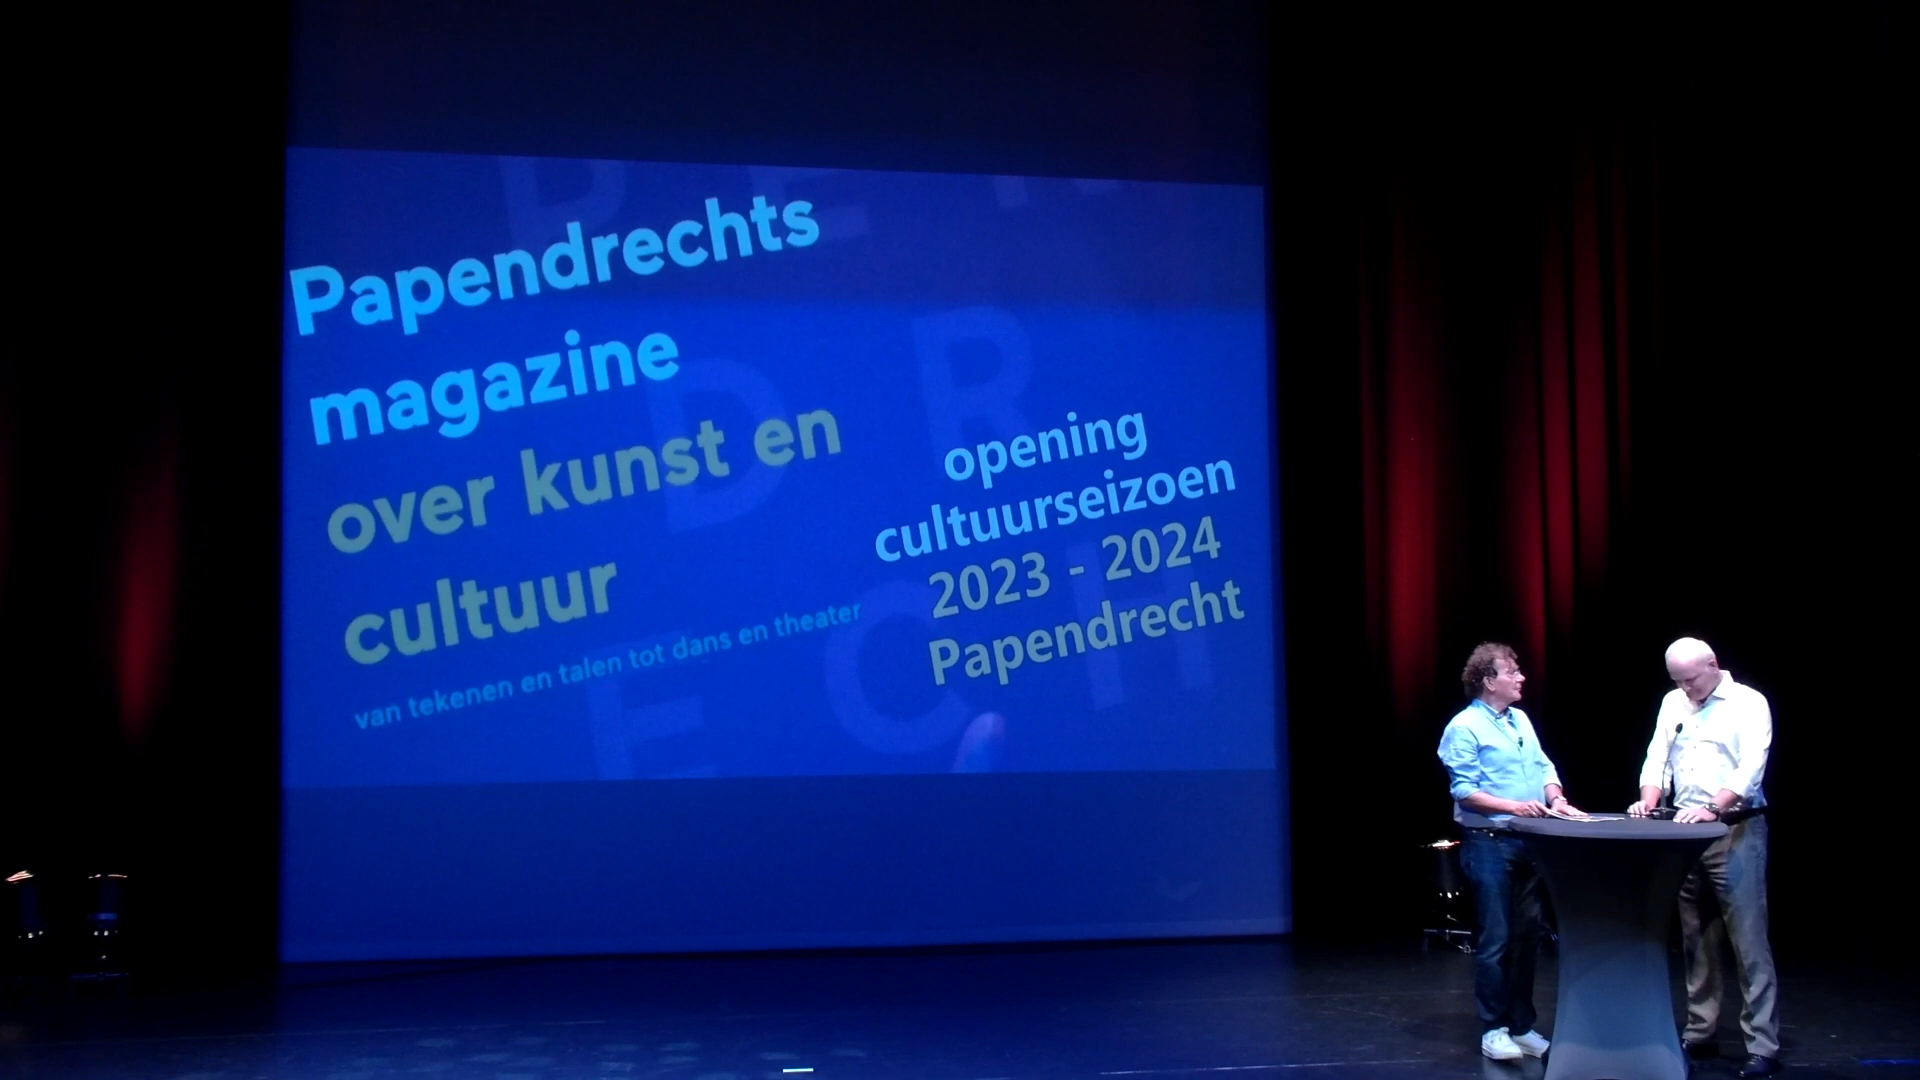 Papendrechts
magazine
over kunst en
cultuur
van tekenen en talen tot dans en theater
opening
cultuurseizoen
2023 - 2024
Papendrecht
D
R
E C H